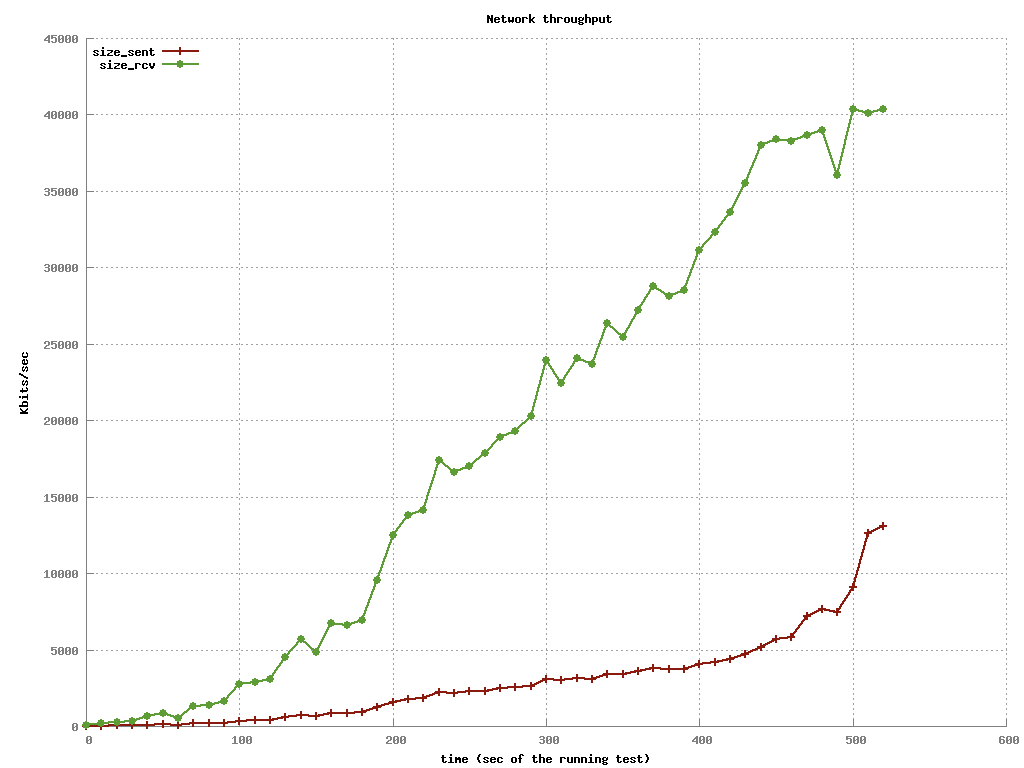 Network throughput
45000
size_sent
size_rcv
40000
35000
30000
25000
Kbits/sec
20000
15000
10000
5000
0
0 100 200 300 400 500 600
time (sec of the running test)